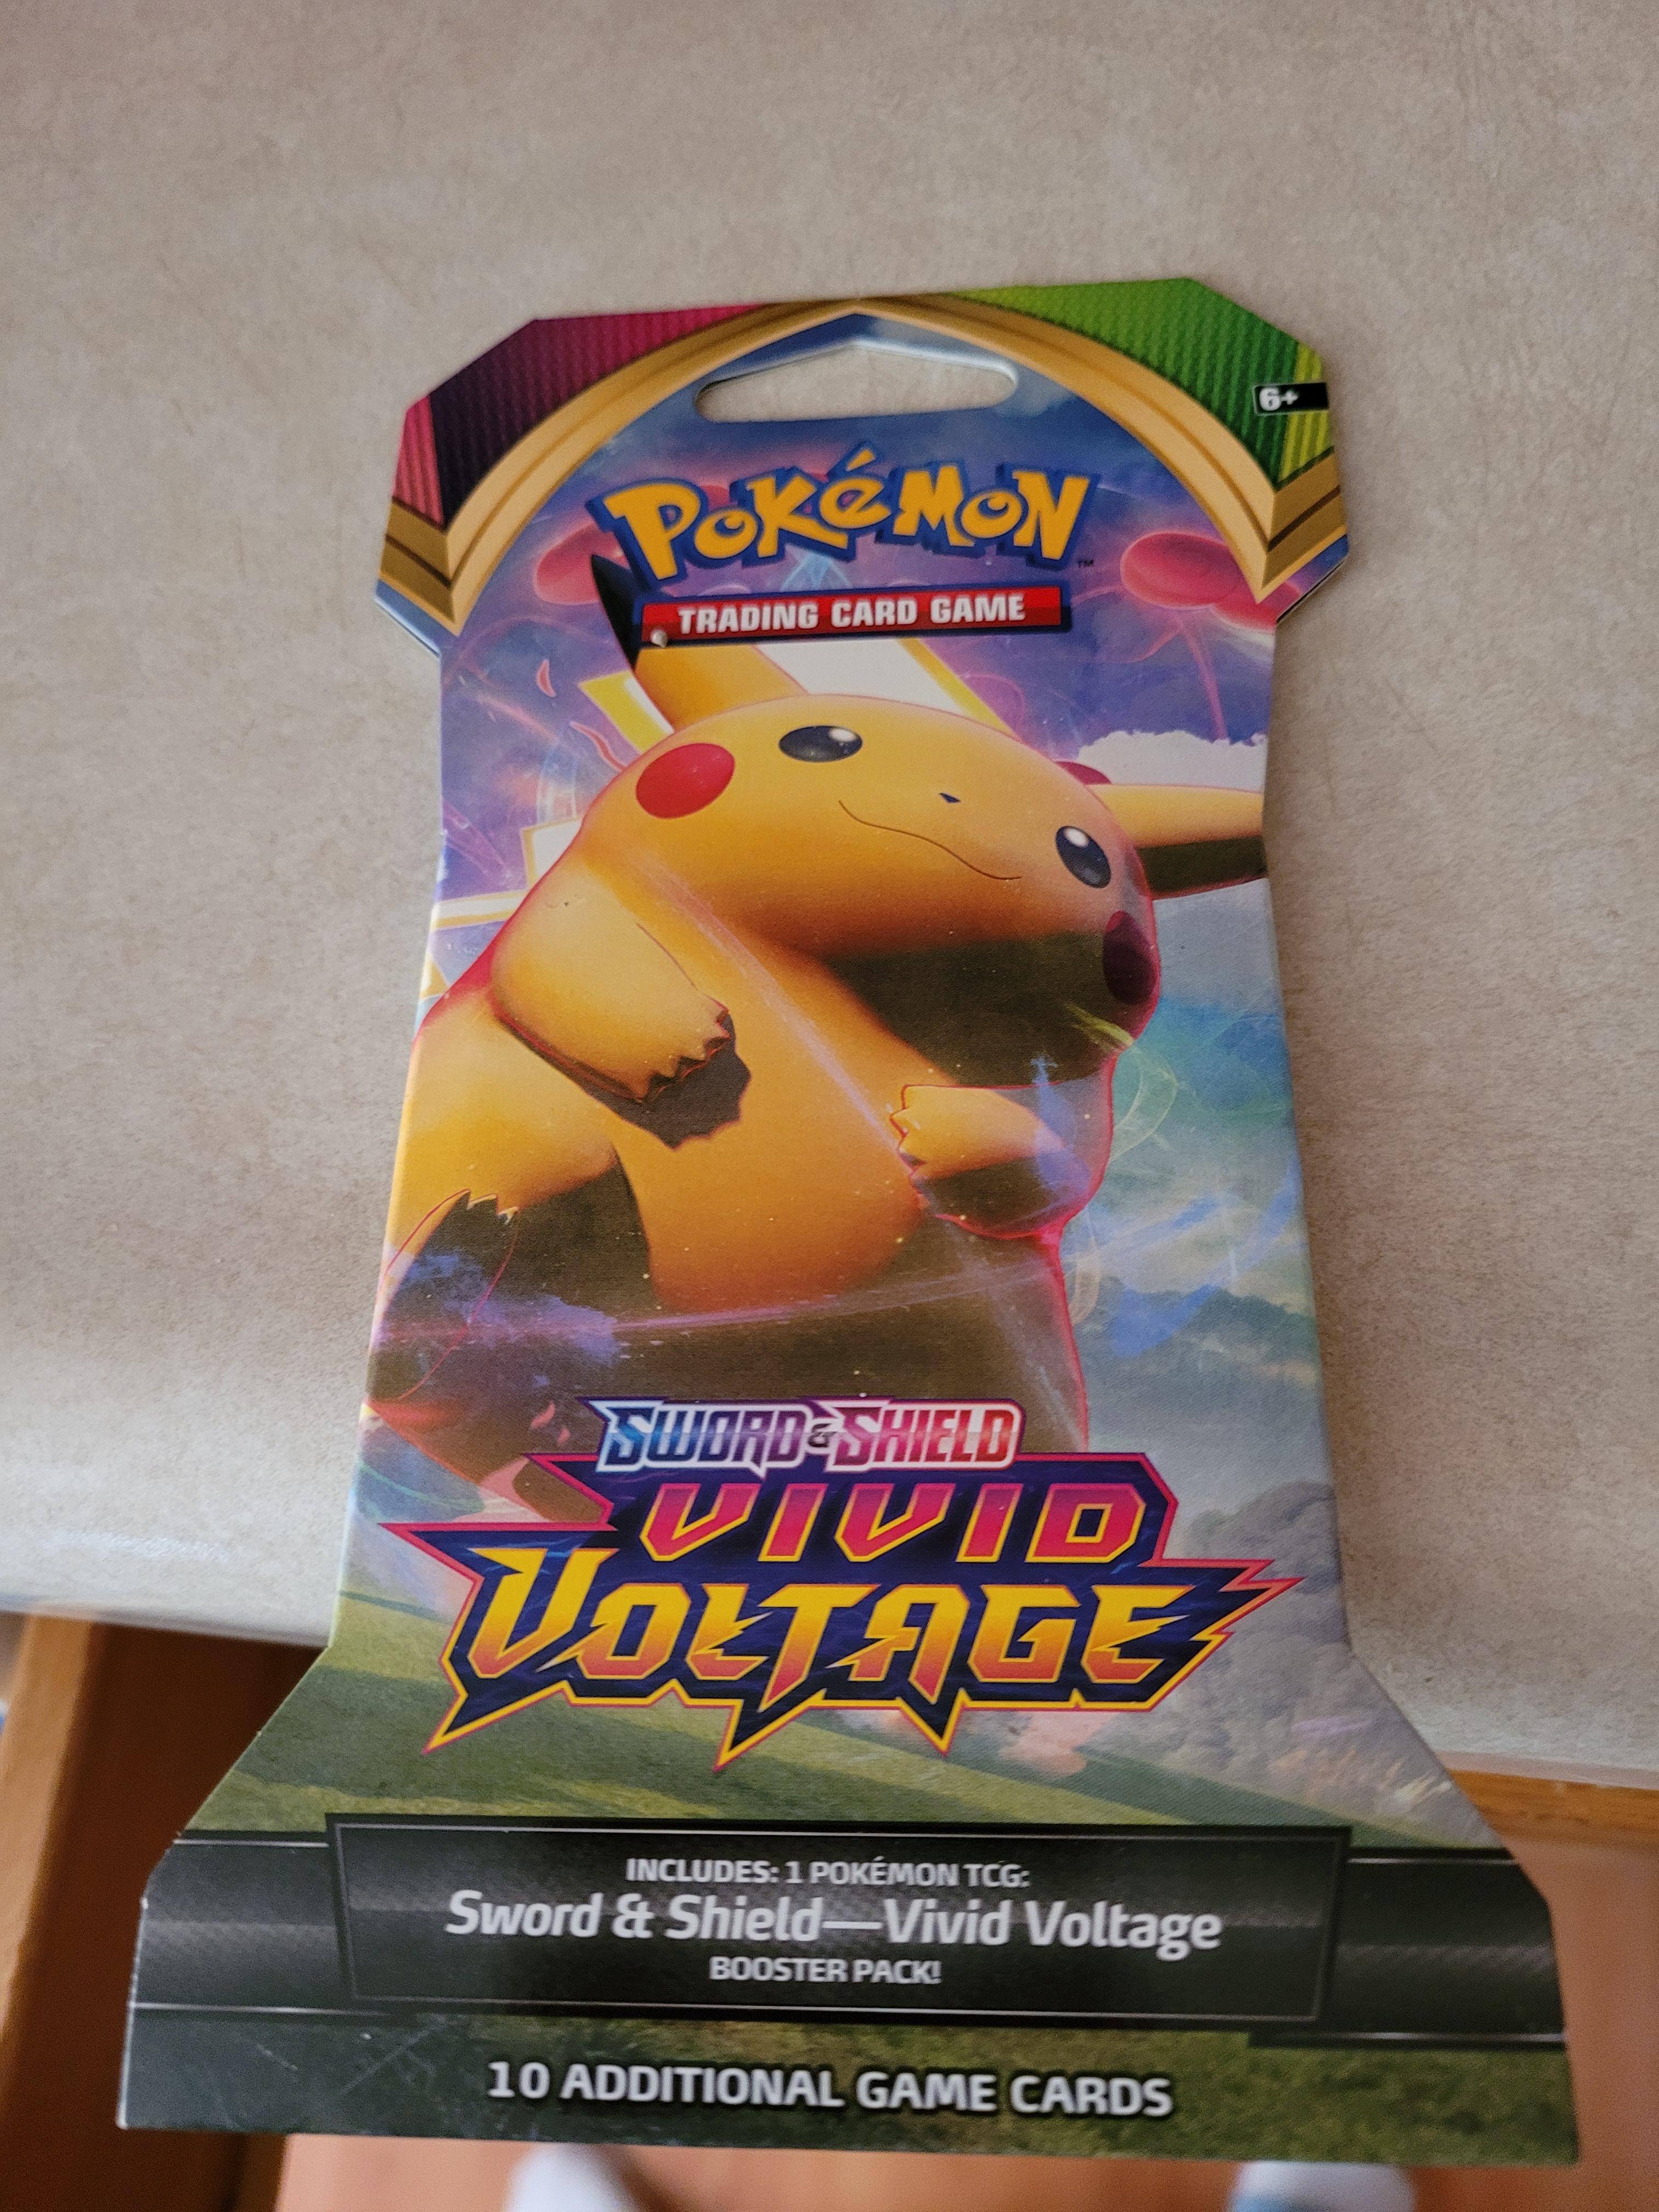 6+
POKéMON™
TRADING CARD GAME
SWORD & SHIELD
VIVID
VOLTAGE
INCLUDES: 1 POKÉMON TCG:
Sword & Shield—Vivid Voltage
BOOSTER PACK!
10 ADDITIONAL GAME CARDS